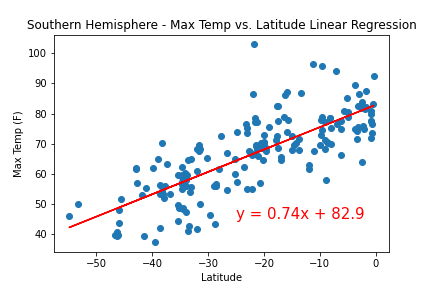 Southern Hemisphere - Max Temp vs. Latitude Linear Regression
100
90
80
70
60
50
40
Max Temp (F)
y = 0.74x + 82.9
−50 −40 −30 −20 −10 0
Latitude